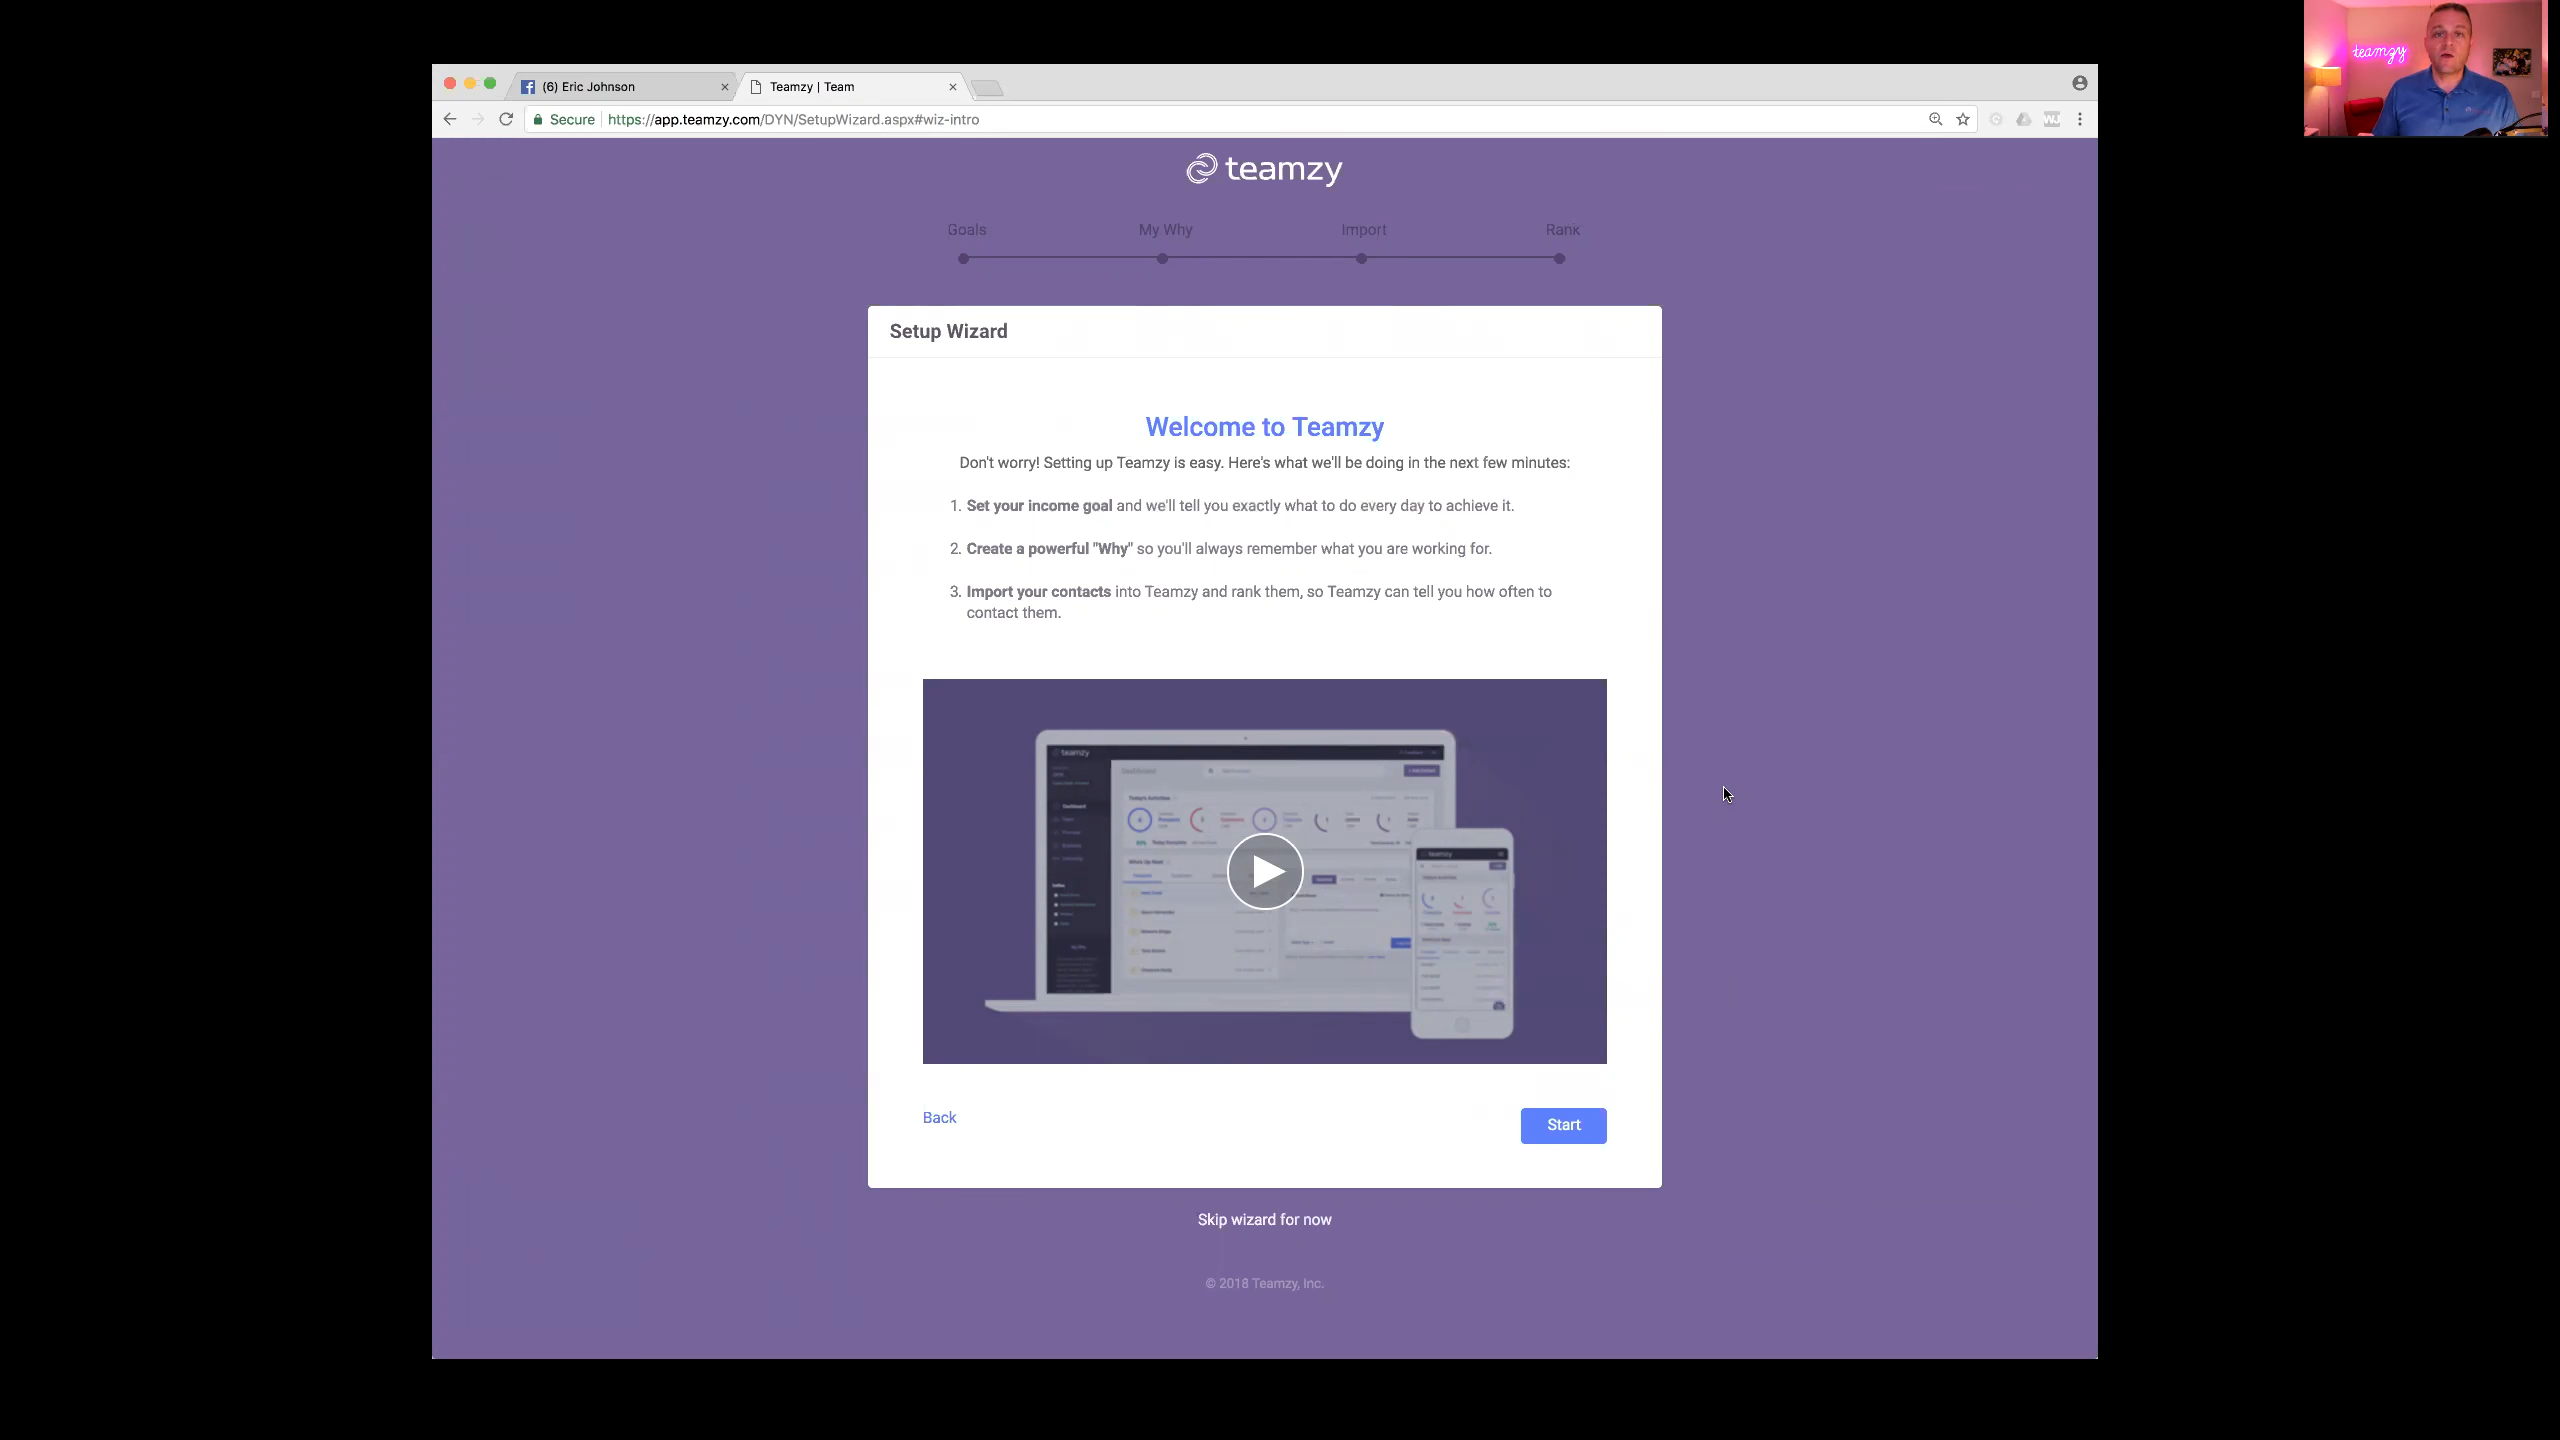 (6) Eric Johnson
Teamzy | Team
teamzy
Secure
https://app.teamzy.com/DYN/SetupWizard.aspx#wiz-intro
teamzy
Goals
My Why
Import
Rank
Setup Wizard
Welcome to Teamzy
Don't worry! Setting up Teamzy is easy. Here's what we'll be doing in the next few minutes:
1. Set your income goal and we'll tell you exactly what to do every day to achieve it.
2. Create a powerful "Why" so you'll always remember what you are working for.
3. Import your contacts into Teamzy and rank them, so Teamzy can tell you how often to
contact them.
teamzy
Dashboard
teamzy
Back
Start
Skip wizard for now
© 2018 Teamzy, Inc.